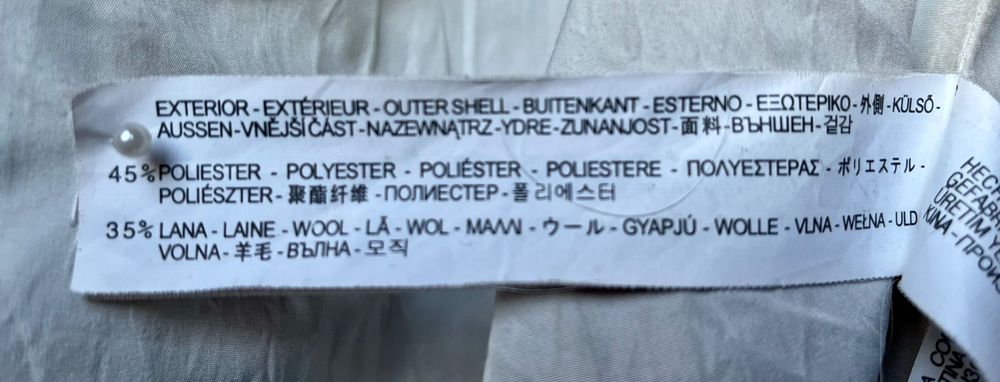 EXTERIOR - EXTÉRIEUR - OUTER SHELL - BUITENKANT - ESTERNO - ΕΞΩΤΕΡΙΚΟ - 外側 - KÜLSŐ -
AUSSEN - VNĚJŠÍ ČÁST - NAZEWNĄTRZ - YDRE - ZUNANJOST - 面料 - ВЪНШЕН - 겉감
45% POLIESTER - POLYESTER - POLIÉSTER - POLIESTERE - ΠΟΛΥΕΣΤΕΡΑΣ - ポリエステル -
POLIÉSZTER - 聚酯纤维 - ПОЛИЕСТЕР - 폴리에스터
35% LANA - LAINE - WOOL - LÃ - WOL - ΜΑΛΛΙ - ウール - GYAPJÚ - WOLLE - VLNA - WEŁNA - ULD
VOLNA - 羊毛 - ВЪЛНА - 모직
GEFABR
ÜRETIM YE